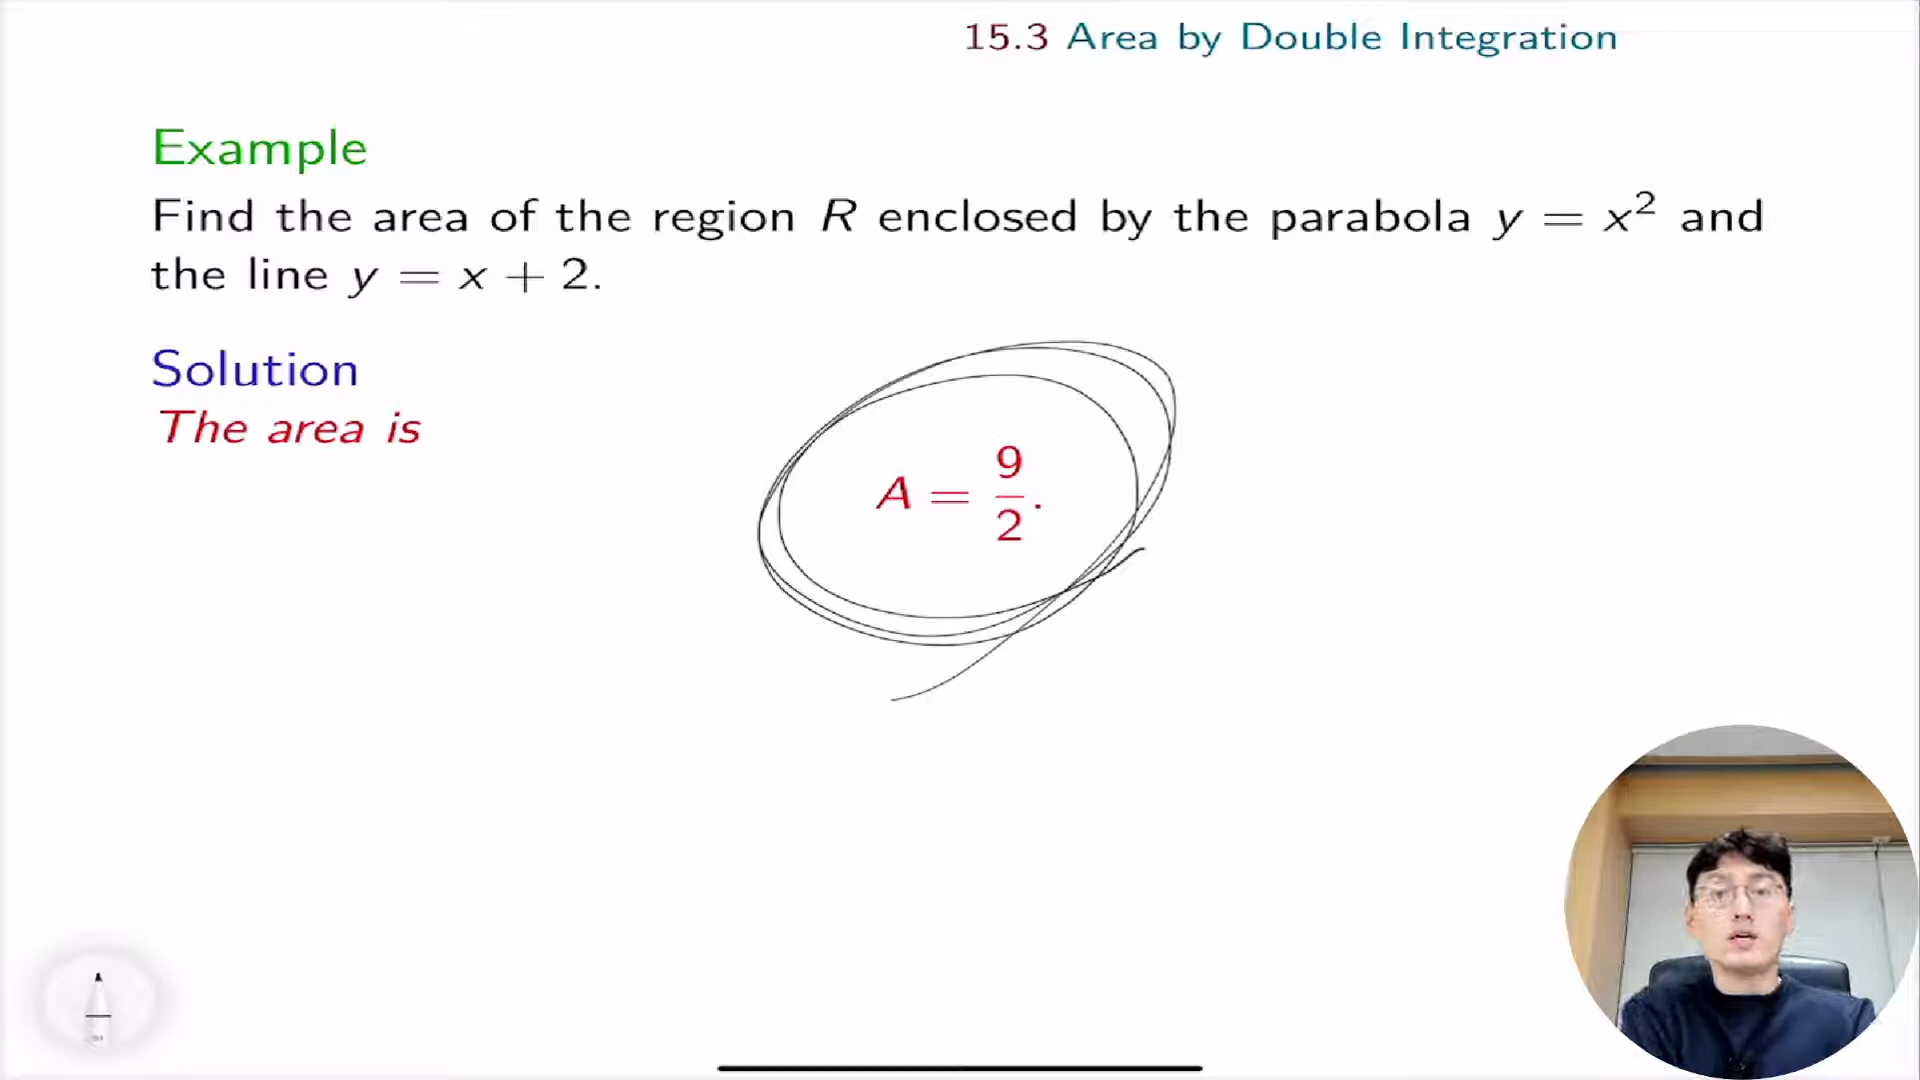 15.3 Area by Double Integration
Example
Find the area of the region R enclosed by the parabola y = x² and
the line y = x + 2.
Solution
The area is
A = 9/2.